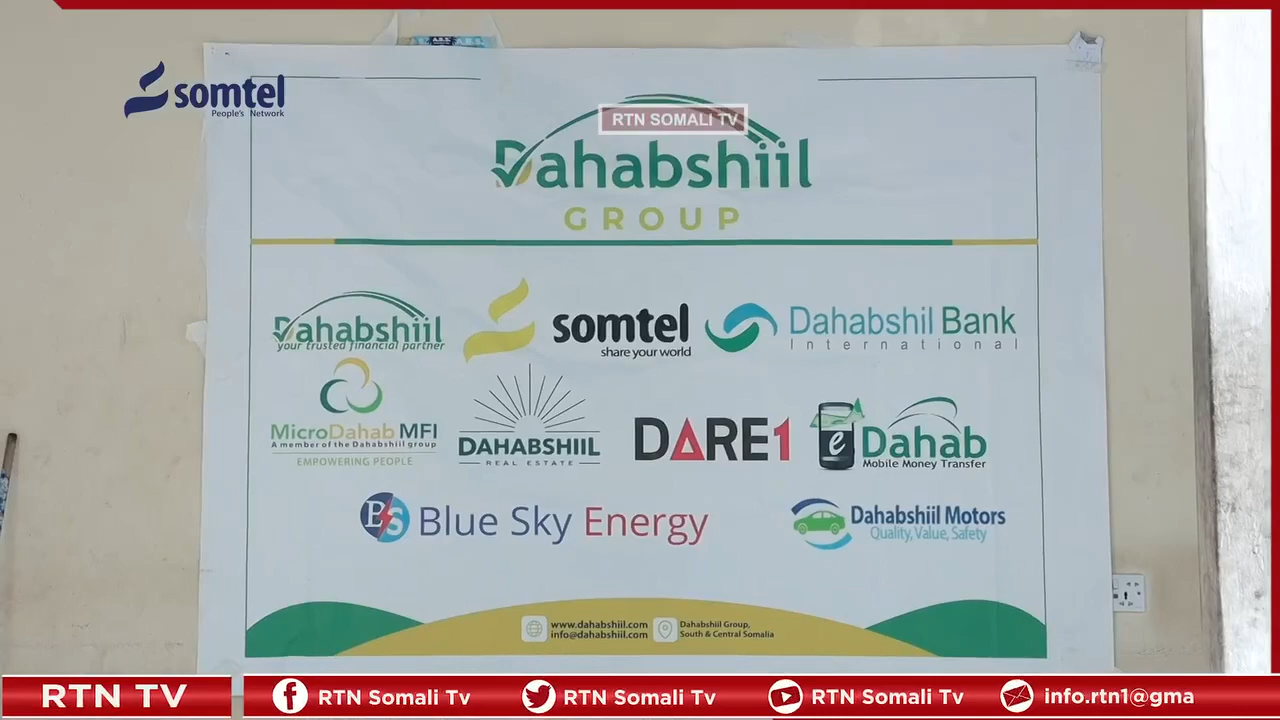 somtel
People's Network
RTN SOMALI TV
Dahabshiil
GROUP
Dahabshiil
your trusted financial partner
somtel
share your world
Dahabshil Bank
International
MicroDahab MFI
A member of the Dahabshiil group
EMPOWERING PEOPLE
DAHABSHIIL
REAL ESTATE
DARE1
e Dahab
Mobile Money Transfer
BS Blue Sky Energy
Dahabshiil Motors
Quality, Value, Safety
www.dahabshiil.com
info@dahabshiil.com
Dahabshiil Group,
South & Central Somalia
RTN TV
RTN Somali Tv
RTN Somali Tv
RTN Somali Tv
info.rtn1@gma